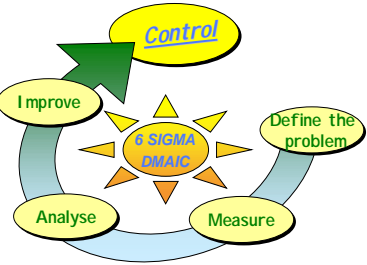 Control
Improve
6 SIGMA
DMAIC
Define the
problem
Analyse
Measure